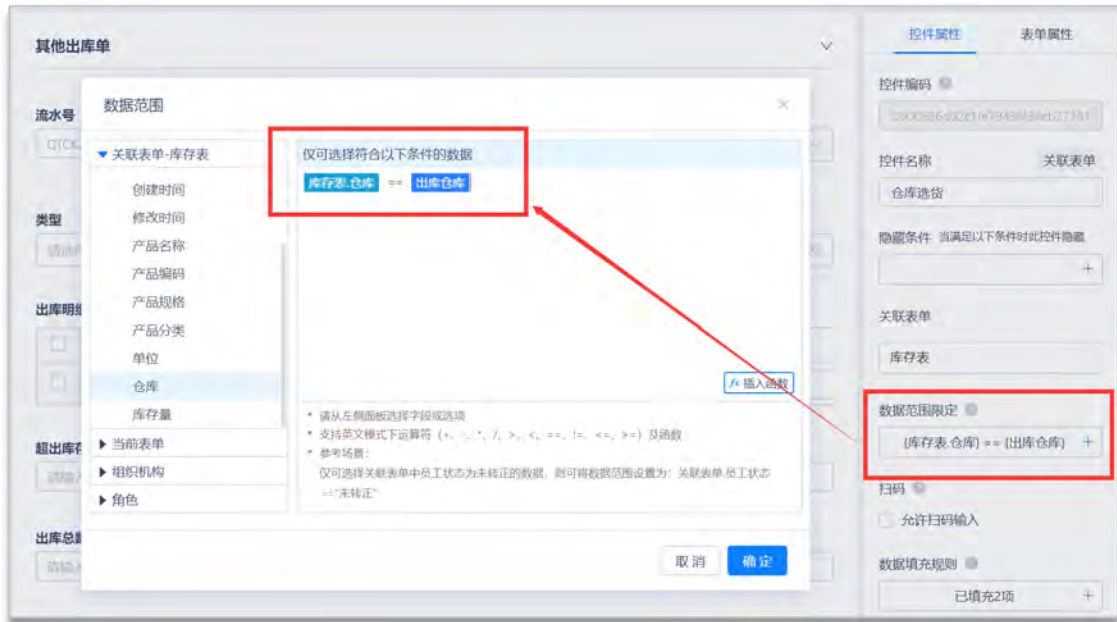 其他出库单
流水号
类型
出库明细
超出库存
出库总数
数据范围
关联表单-库存表
创建时间
修改时间
产品名称
产品编码
产品规格
产品分类
单位
仓库
库存量
当前表单
组织机构
角色
仅可选择符合以下条件的数据
库存表.仓库 == 出库仓库
fx 插入函数
* 请从左侧面板选择字段或选项
* 支持英文模式下运算符 (+、-、*、/、>、<、==、!=、<=、>=) 及函数
* 参考场景：
仅可选择关联表单中员工状态为未转正的数据，则可将数据范围设置为：关联表单.员工状态
=="未转正"
取消 确定
控件属性 表单属性
控件编码
控件名称 关联表单
仓库选货
隐藏条件 当满足以下条件时此控件隐藏
关联表单
库存表
数据范围限定
{库存表.仓库} == {出库仓库}
扫码
允许扫码输入
数据填充规则
已填充2项